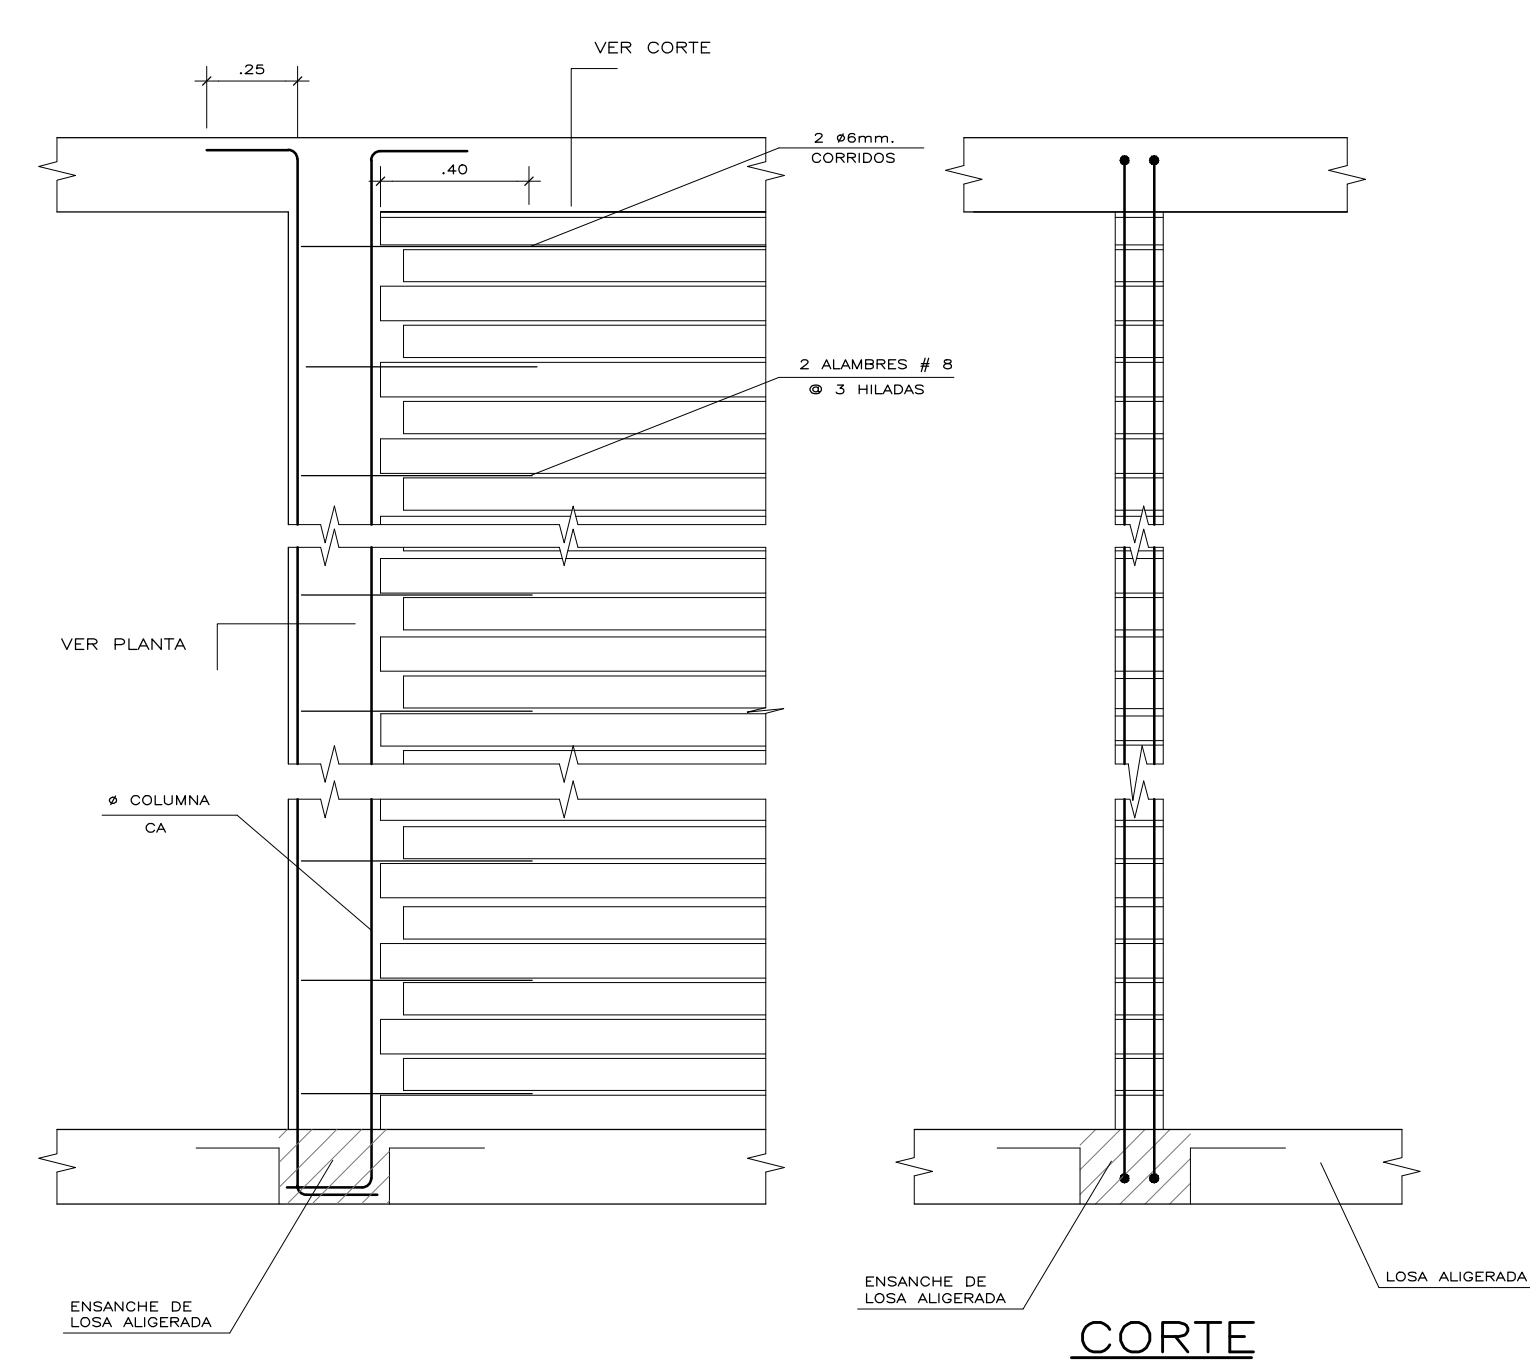 VER CORTE
.25
2 ø6mm.
CORRIDOS
.40
2 ALAMBRES # 8
@ 3 HILADAS
VER PLANTA
ø COLUMNA
CA
ENSANCHE DE
LOSA ALIGERADA
ENSANCHE DE
LOSA ALIGERADA
LOSA ALIGERADA
CORTE